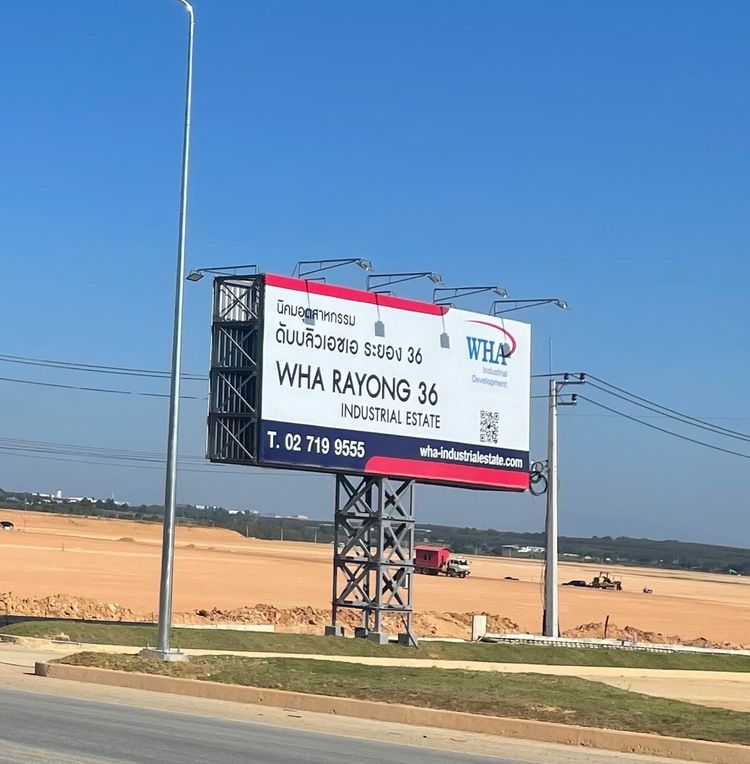 นิคมอุตสาหกรรม
ดับบลิวเอชเอ ระยอง 36
WHA RAYONG 36
INDUSTRIAL ESTATE
WHA
Industrial
Development
T. 02 719 9555
wha-industrialestate.com